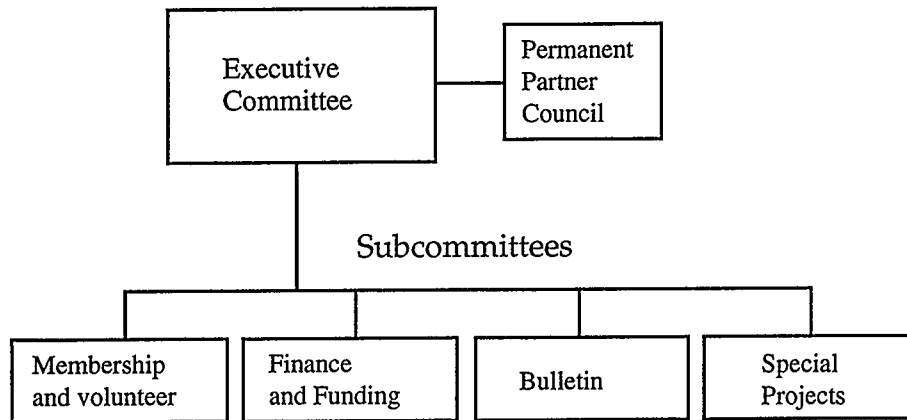 Executive
Committee
Permanent
Partner
Council
Subcommittees
Membership
and volunteer
Finance
and Funding
Bulletin
Special
Projects